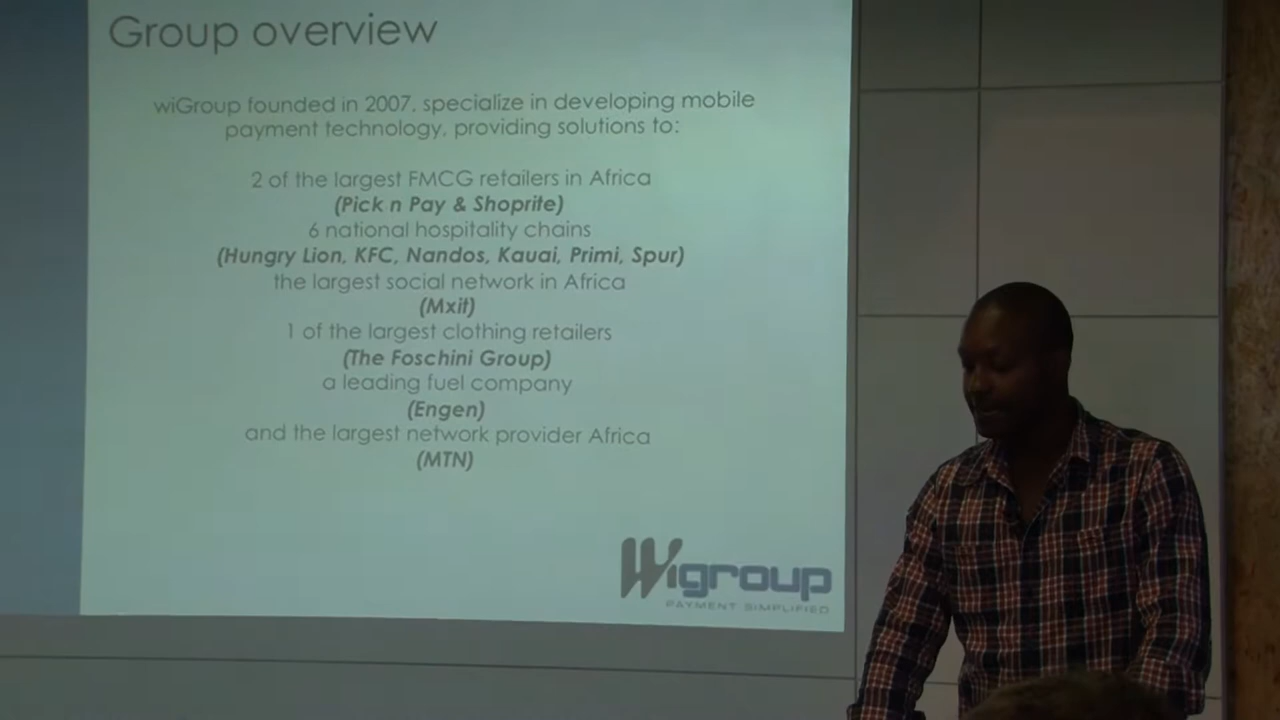 Group overview
wiGroup founded in 2007, specialize in developing mobile
payment technology, providing solutions to:
2 of the largest FMCG retailers in Africa
(Pick n Pay & Shoprite)
6 national hospitality chains
(Hungry Lion, KFC, Nandos, Kauai, Primi, Spur)
the largest social network in Africa
(Mxit)
1 of the largest clothing retailers
(The Foschini Group)
a leading fuel company
(Engen)
and the largest network provider Africa
(MTN)
Wigroup
PAYMENT SIMPLIFIED